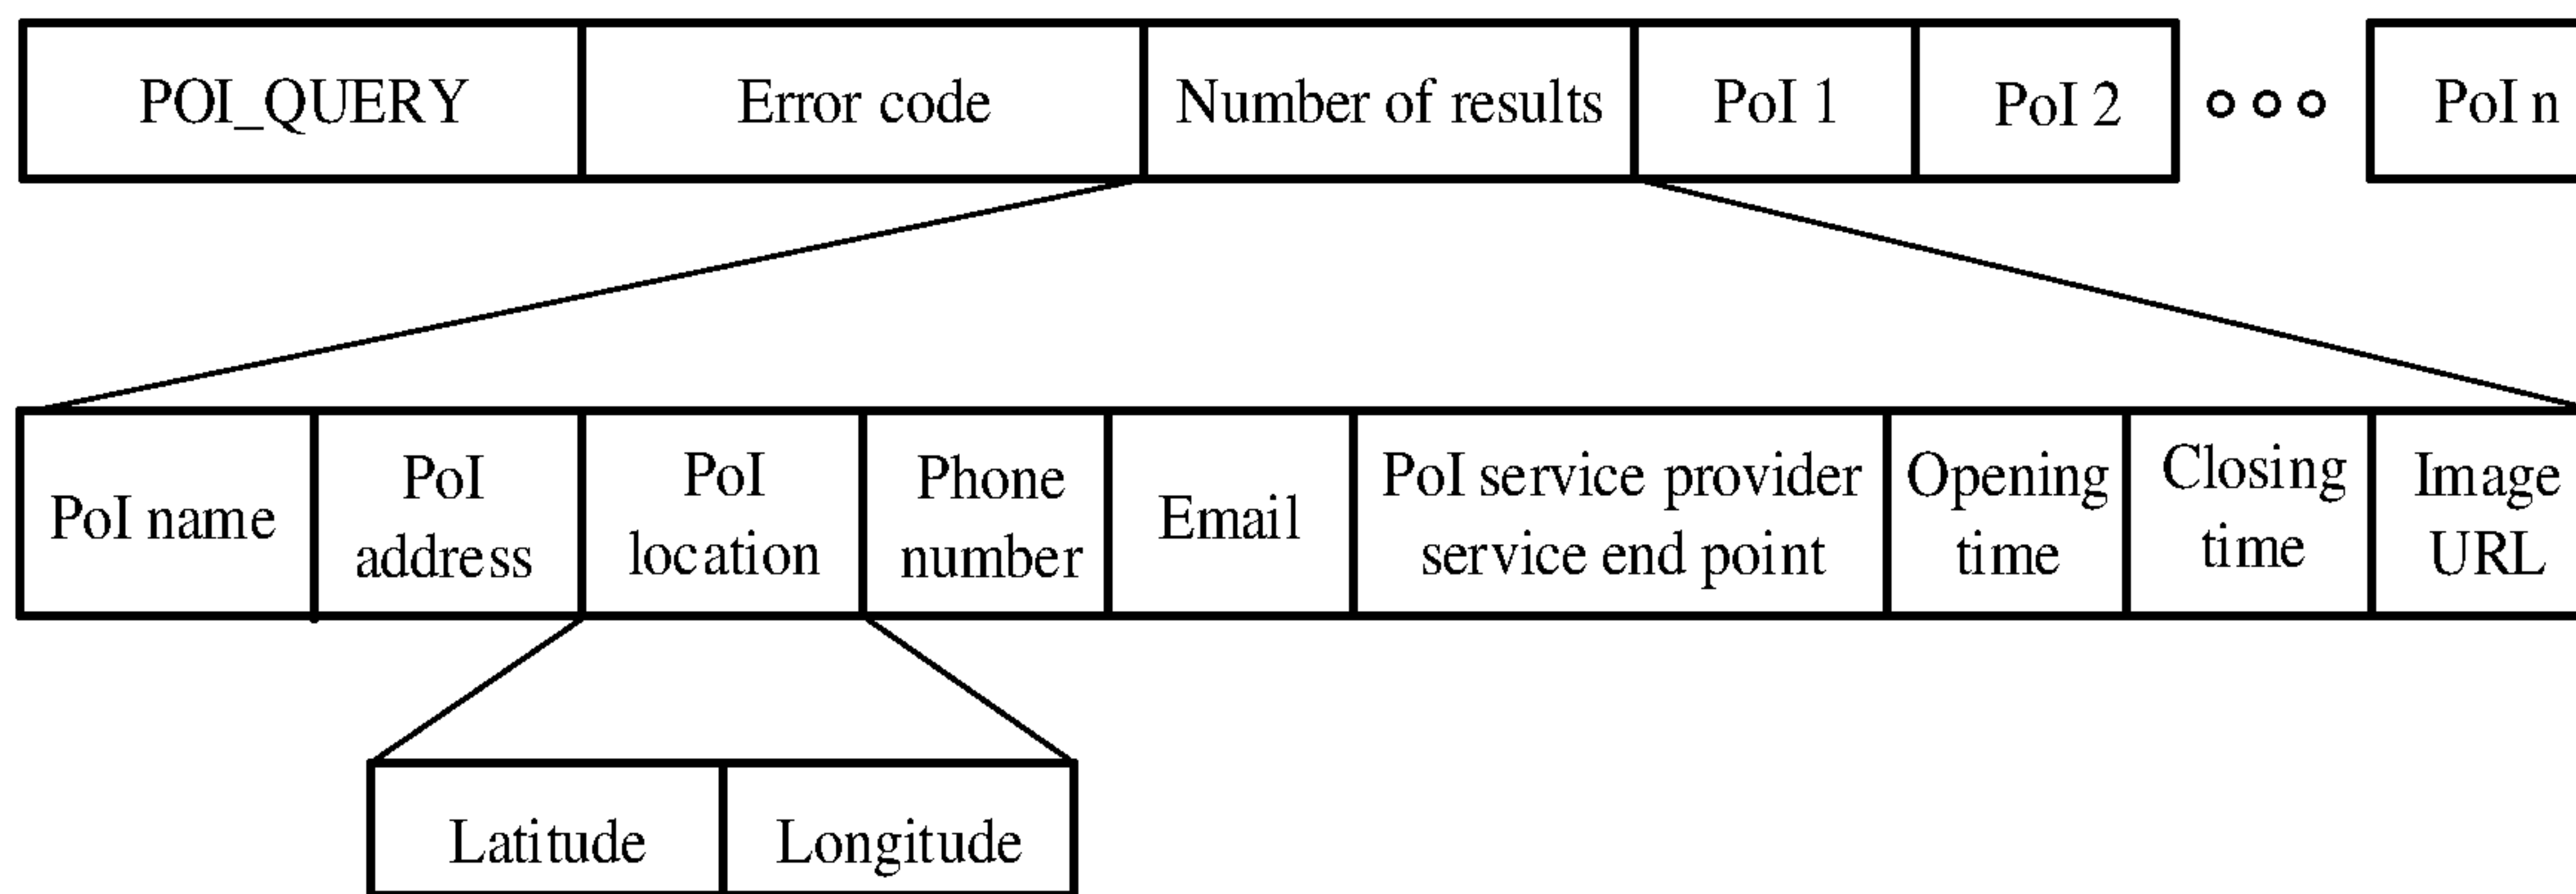 POI_QUERY Error code Number of results PoI 1 PoI 2 PoI n
PoI name
PoI
address
PoI
location
Phone
number
Email
PoI service provider
service end point
Opening
time
Closing
time
Image
URL
Latitude Longitude